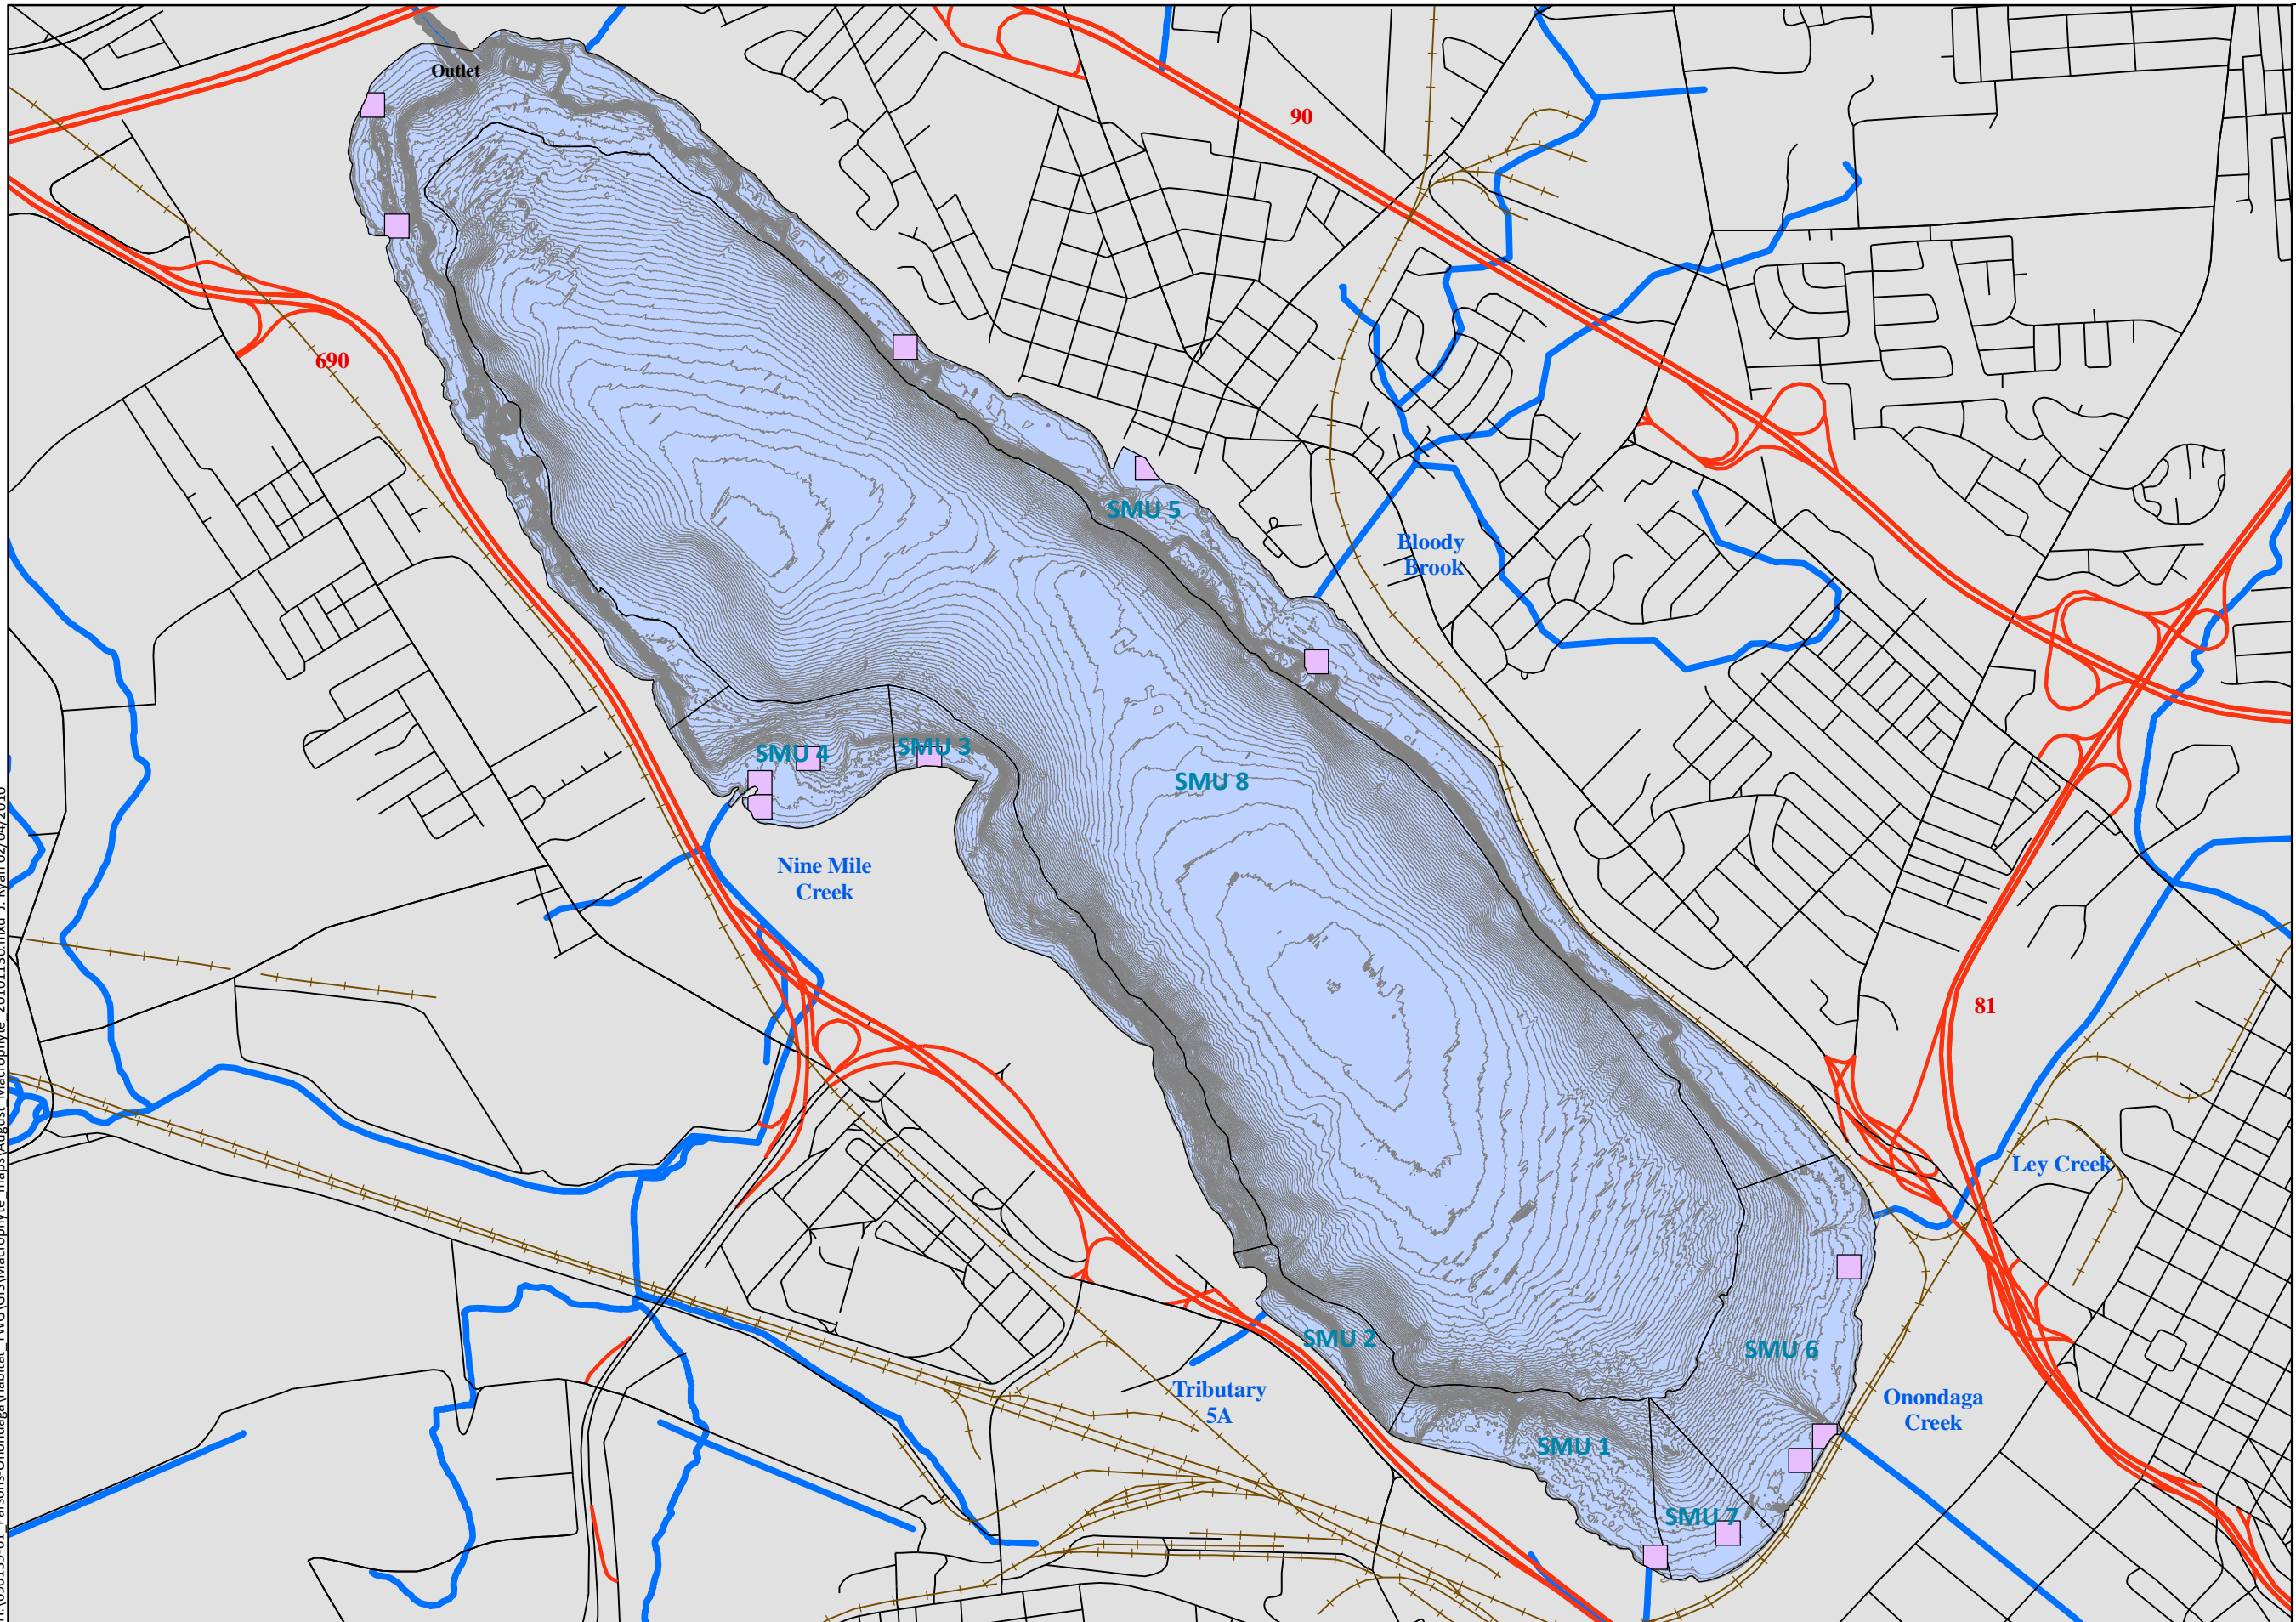 Outlet
90
690
SMU 5
Bloody
Brook
SMU 4
SMU 3
SMU 8
Nine Mile
Creek
81
Ley Creek
SMU 2
SMU 6
Tributary
5A
Onondaga
Creek
SMU 1
SMU 7